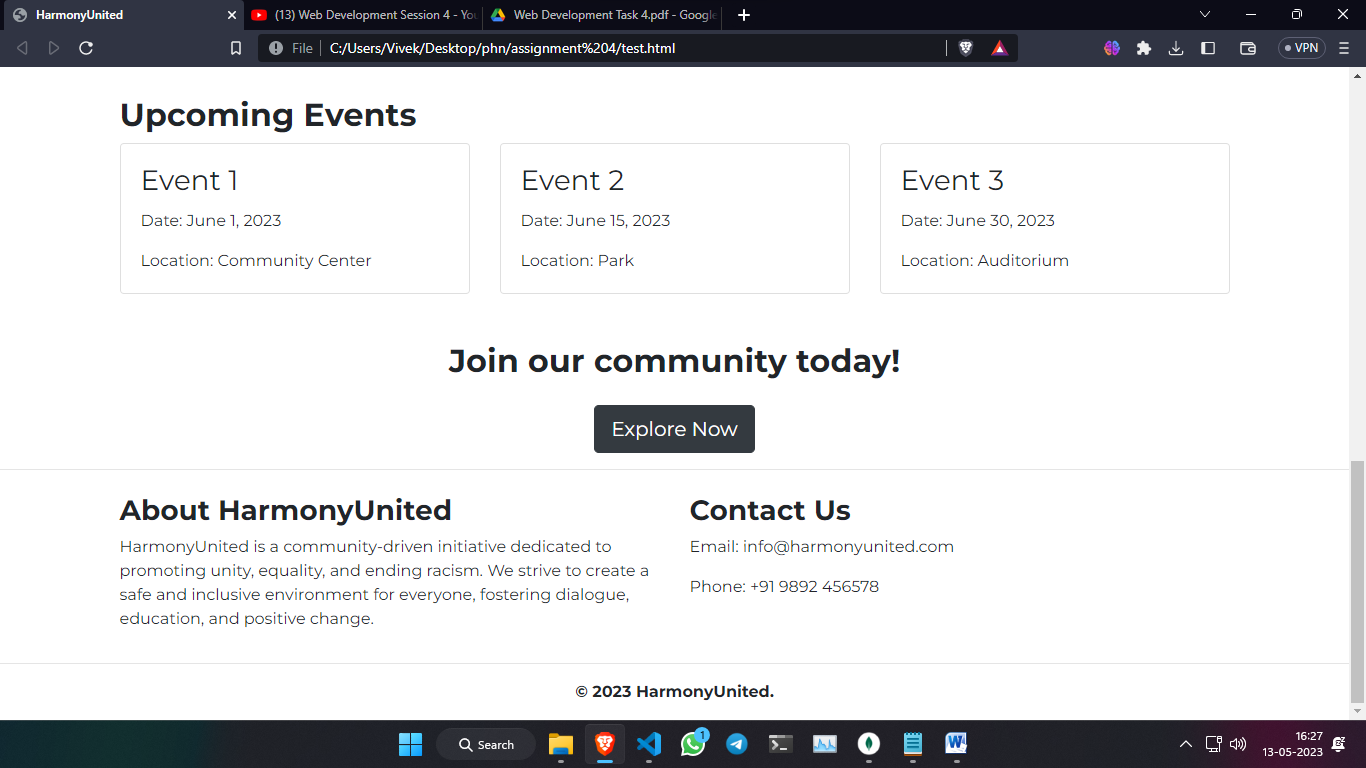 HarmonyUnited
(13) Web Development Session 4 - You
Web Development Task 4.pdf - Google
File
C:/Users/Vivek/Desktop/phn/assignment%204/test.html
VPN
Upcoming Events
Event 1
Date: June 1, 2023
Location: Community Center
Event 2
Date: June 15, 2023
Location: Park
Event 3
Date: June 30, 2023
Location: Auditorium
Join our community today!
Explore Now
About HarmonyUnited
HarmonyUnited is a community-driven initiative dedicated to
promoting unity, equality, and ending racism. We strive to create a
safe and inclusive environment for everyone, fostering dialogue,
education, and positive change.
Contact Us
Email: info@harmonyunited.com
Phone: +91 9892 456578
© 2023 HarmonyUnited.
Search
1
16:27
13-05-2023